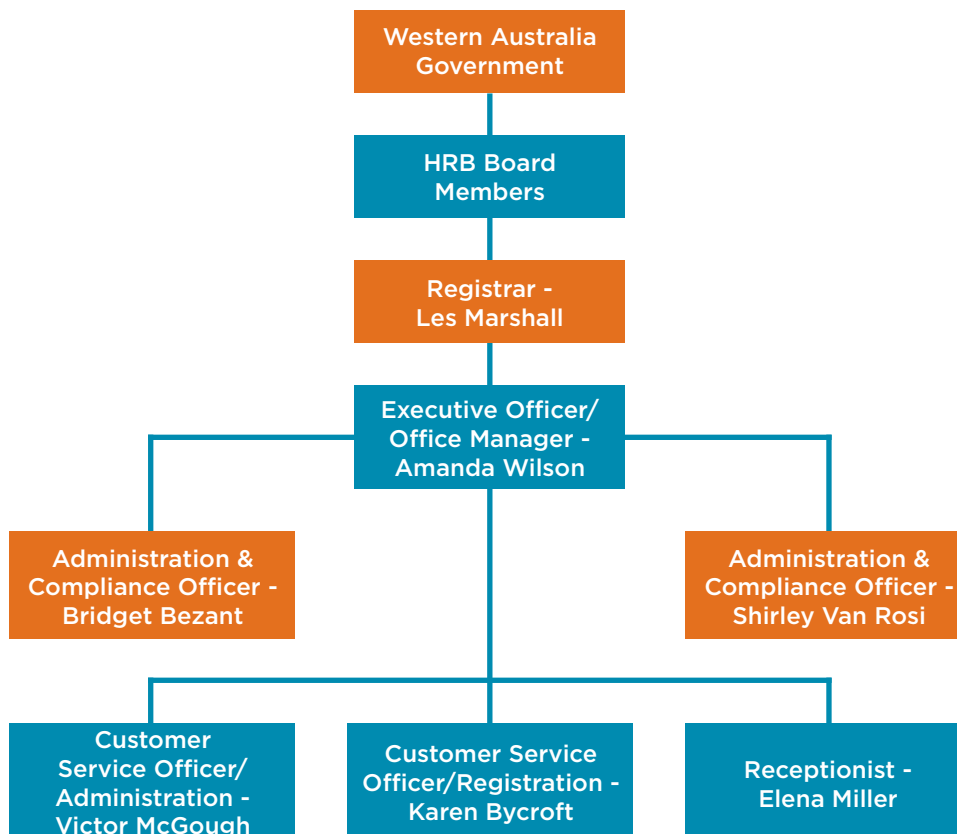 Western Australia
Government
HRB Board
Members
Registrar -
Les Marshall
Executive Officer/
Office Manager -
Amanda Wilson
Administration &
Compliance Officer -
Bridget Bezant
Administration &
Compliance Officer -
Shirley Van Rosi
Customer
Service Officer/
Administration -
Victor McGough
Customer Service
Officer/Registration -
Karen Bycroft
Receptionist -
Elena Miller